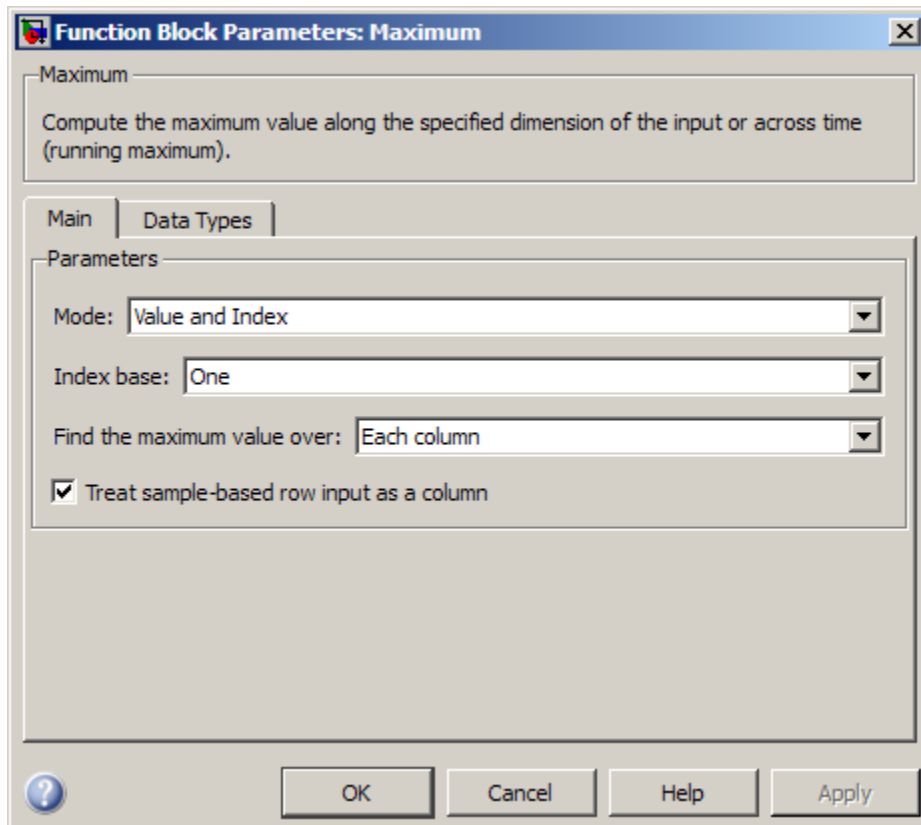 Function Block Parameters: Maximum
Maximum
Compute the maximum value along the specified dimension of the input or across time
(running maximum).
Main Data Types
Parameters
Mode: Value and Index
Index base: One
Find the maximum value over: Each column
Treat sample-based row input as a column
OK Cancel Help Apply